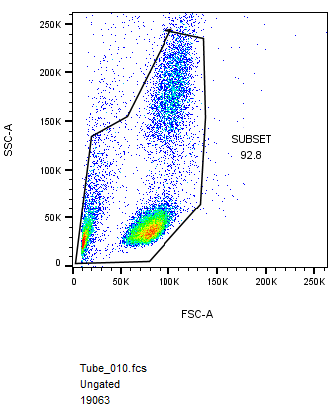 250K
200K
SSC-A
150K
SUBSET
92.8
100K
50K
0
0 50K 100K 150K 200K 250K
FSC-A
Tube_010.fcs
Ungated
19063